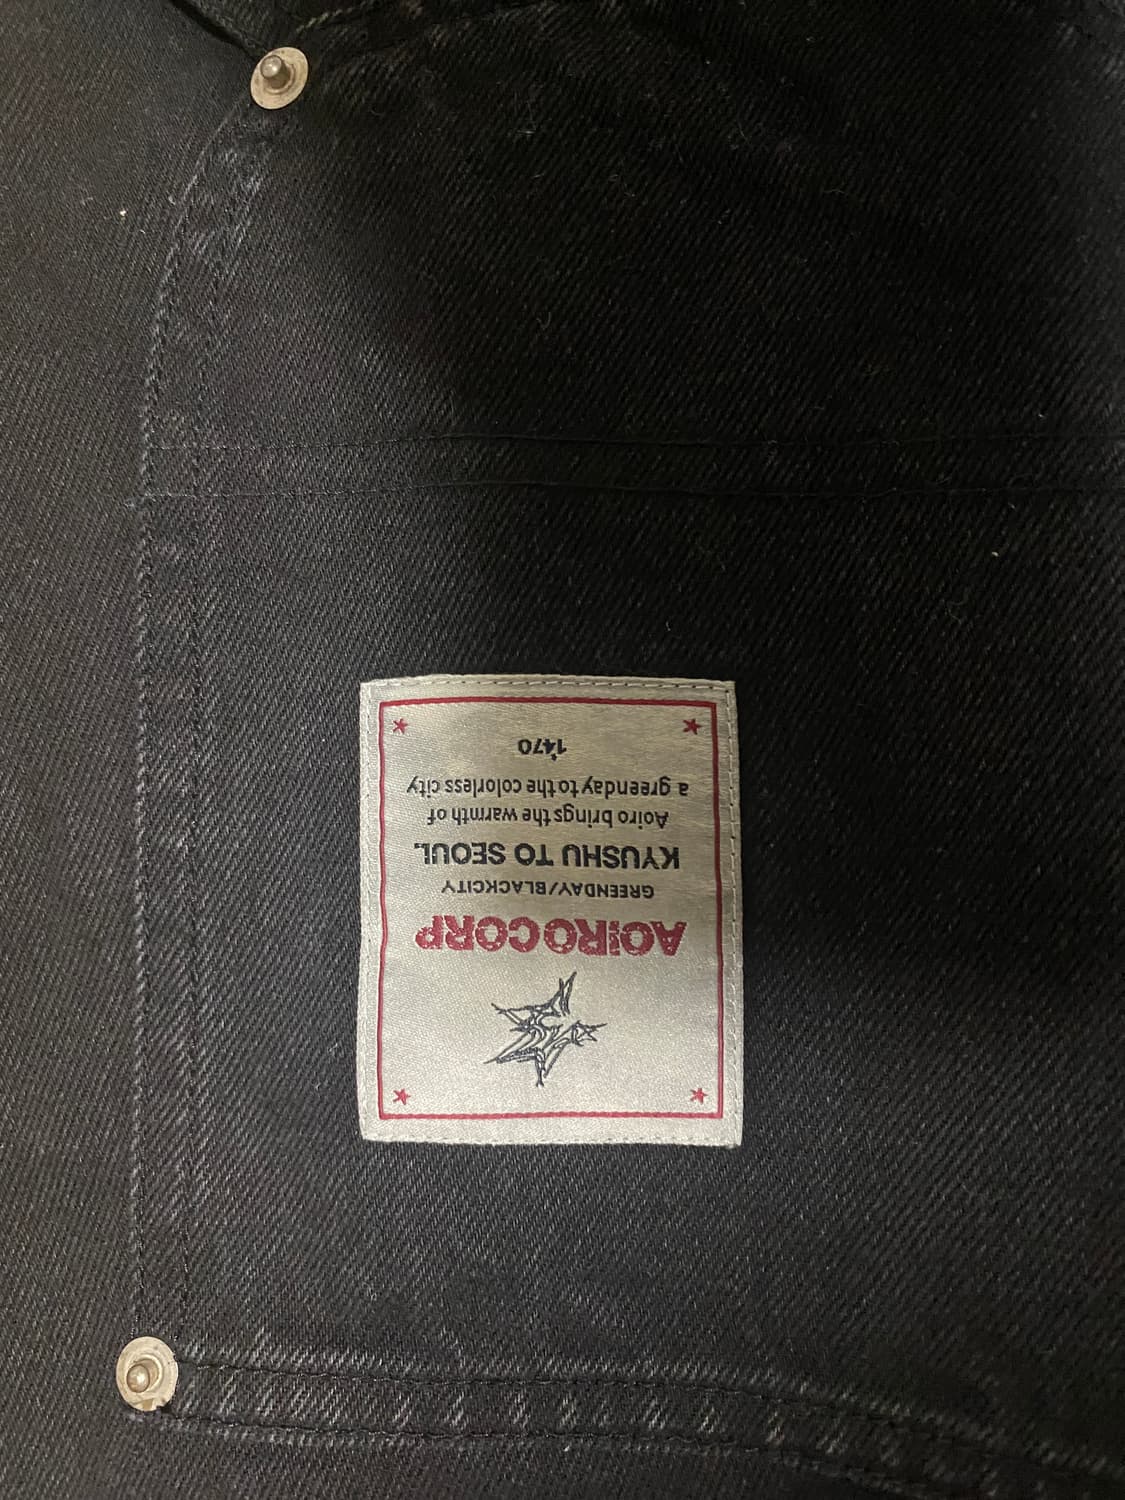 AOIRO CORP
GREENDAY/BLACKCITY
KYUSHU TO SEOUL
Aoiro brings the warmth of
a greenday to the colorless city
1470